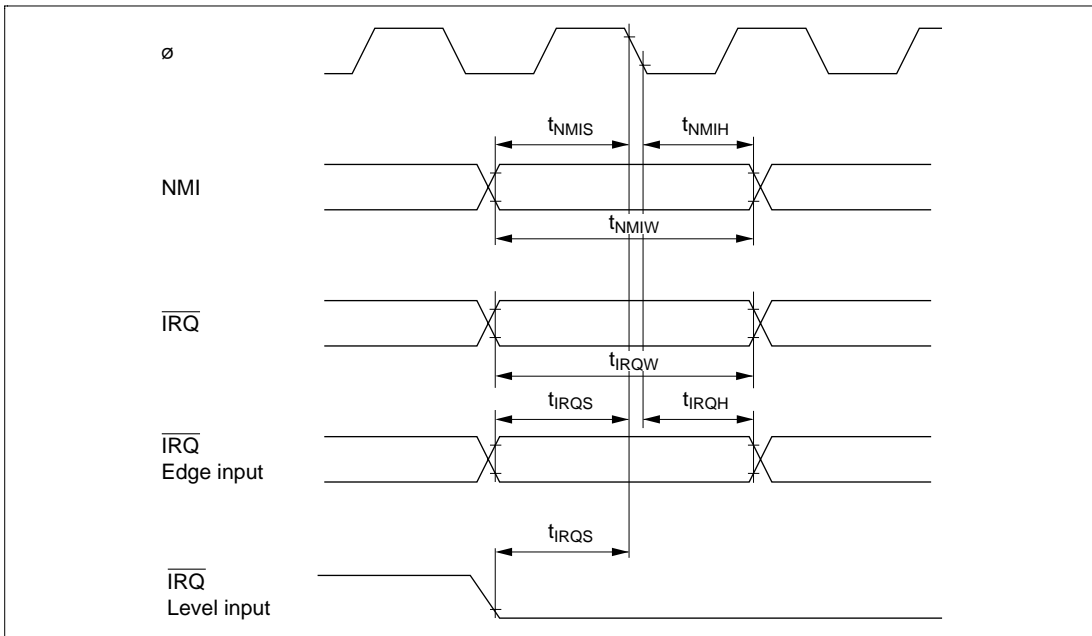 ø
tNMIS tNMIH
NMI
tNMIW
IRQ
tIRQW
tIRQS tIRQH
IRQ
Edge input
tIRQS
IRQ
Level input